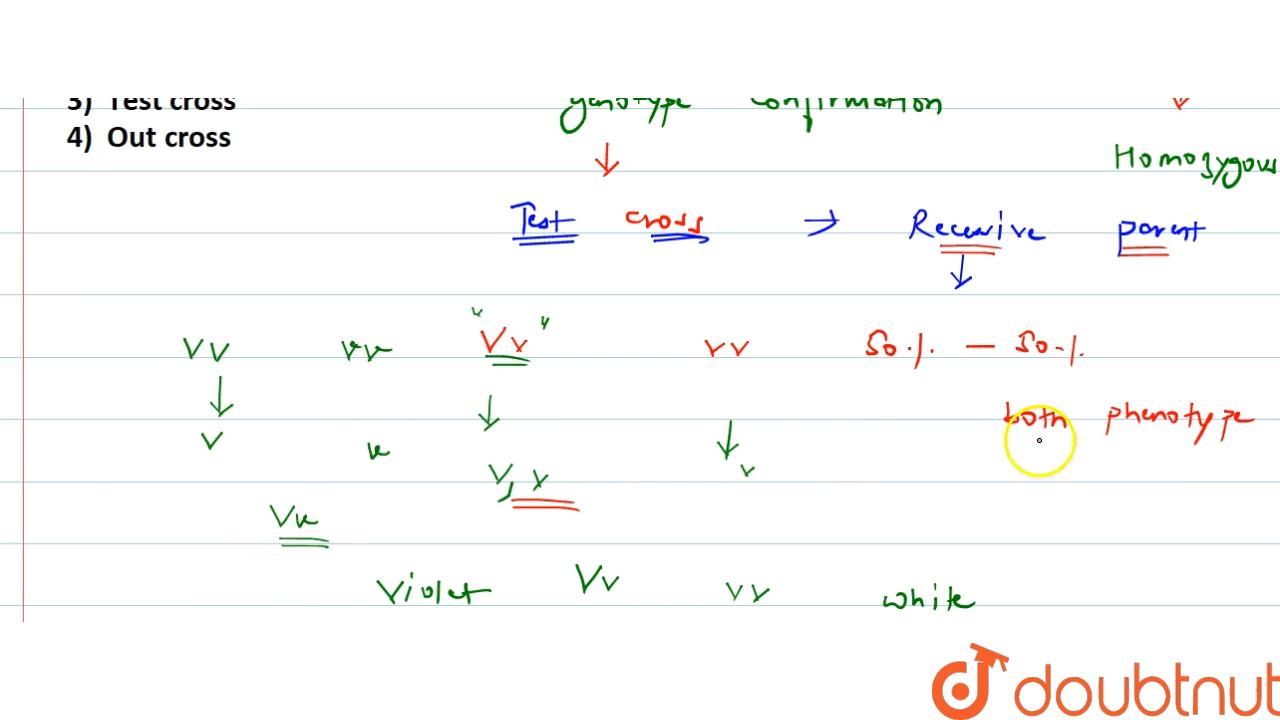 3) Test cross
genotype confirmation
4) Out cross
Homozygous
Test cross → Recessive parent
VV vv "Vv" vv 50% — 50%
both phenotype
V v V, v v
Vv
Violet Vv vv white
doubtnut